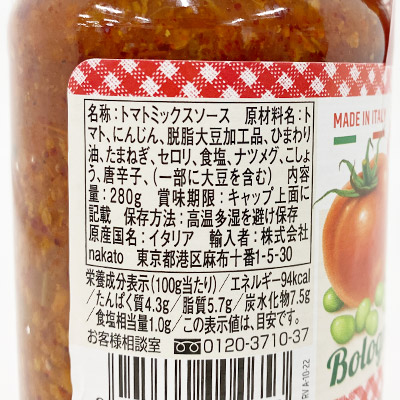 名称：トマトミックスソース　原材料名：ト
マト、にんじん、脱脂大豆加工品、ひまわり
油、たまねぎ、セロリ、食塩、ナツメグ、こしょ
う、唐辛子、（一部に大豆を含む）　内容
量：280g　賞味期限：キャップ上面に
記載　保存方法：高温多湿を避け保存
原産国名：イタリア　輸入者：株式会社
nakato　東京都港区麻布十番1-5-30
栄養成分表示（100g当たり）／エネルギー94kcal
／たんぱく質4.3g／脂質5.7g／炭水化物7.5g
／食塩相当量1.0g／この表示値は、目安です。
お客様相談室　0120-3710-37
MADE IN ITALY
Bolog
RV A-10-22